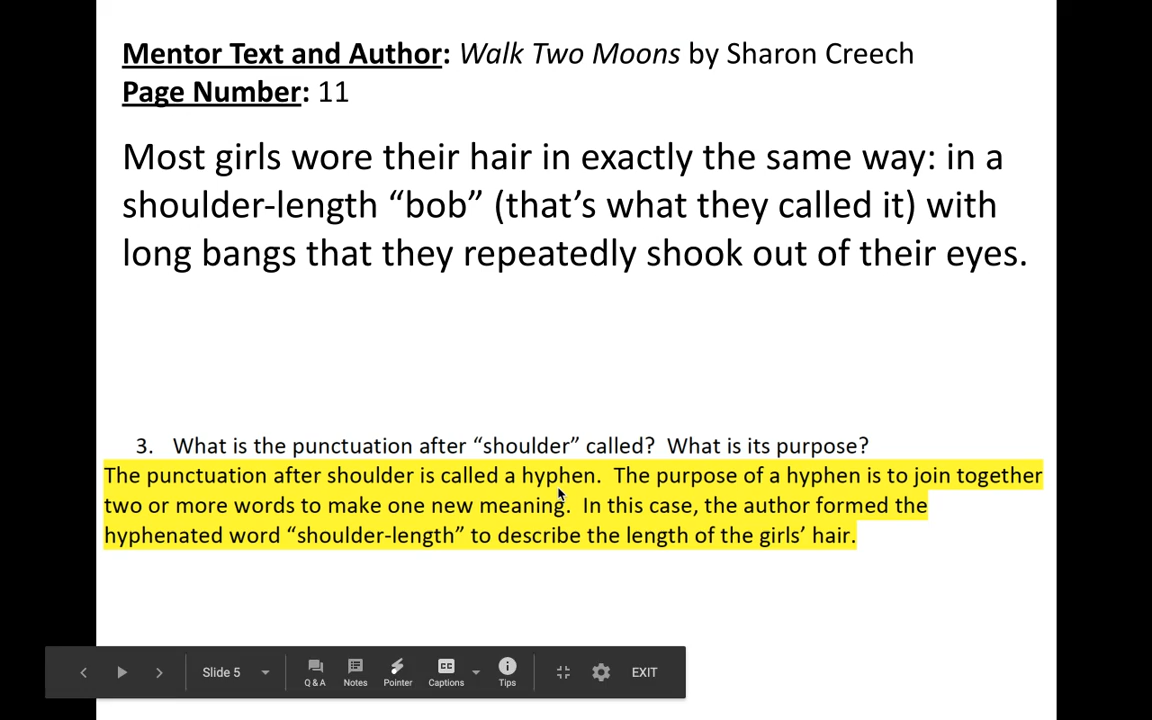 Mentor Text and Author: Walk Two Moons by Sharon Creech
Page Number: 11
Most girls wore their hair in exactly the same way: in a
shoulder-length “bob” (that’s what they called it) with
long bangs that they repeatedly shook out of their eyes.
3. What is the punctuation after “shoulder” called? What is its purpose?
The punctuation after shoulder is called a hyphen. The purpose of a hyphen is to join together
two or more words to make one new meaning. In this case, the author formed the
hyphenated word “shoulder-length” to describe the length of the girls’ hair.
Slide 5
Q & A
Notes
Pointer
CC
Captions
Tips
EXIT